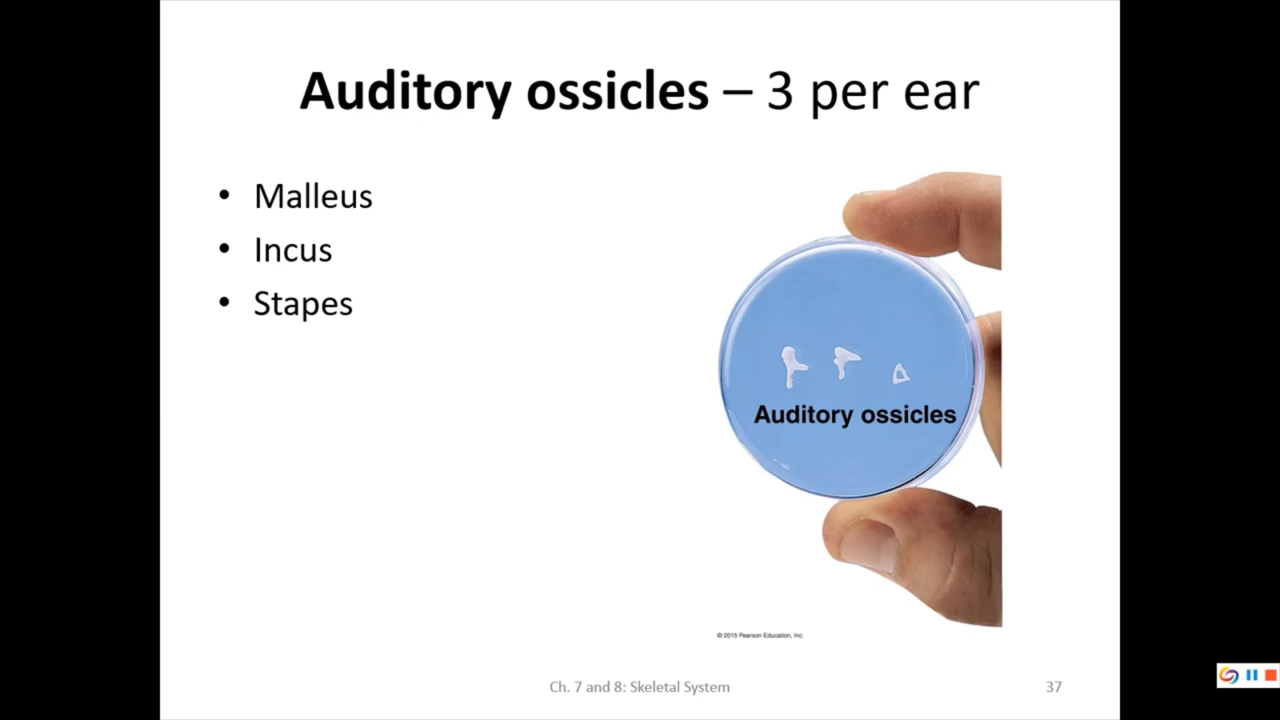 Auditory ossicles – 3 per ear
• Malleus
• Incus
• Stapes
Auditory ossicles
© 2015 Pearson Education, Inc.
Ch. 7 and 8: Skeletal System
37